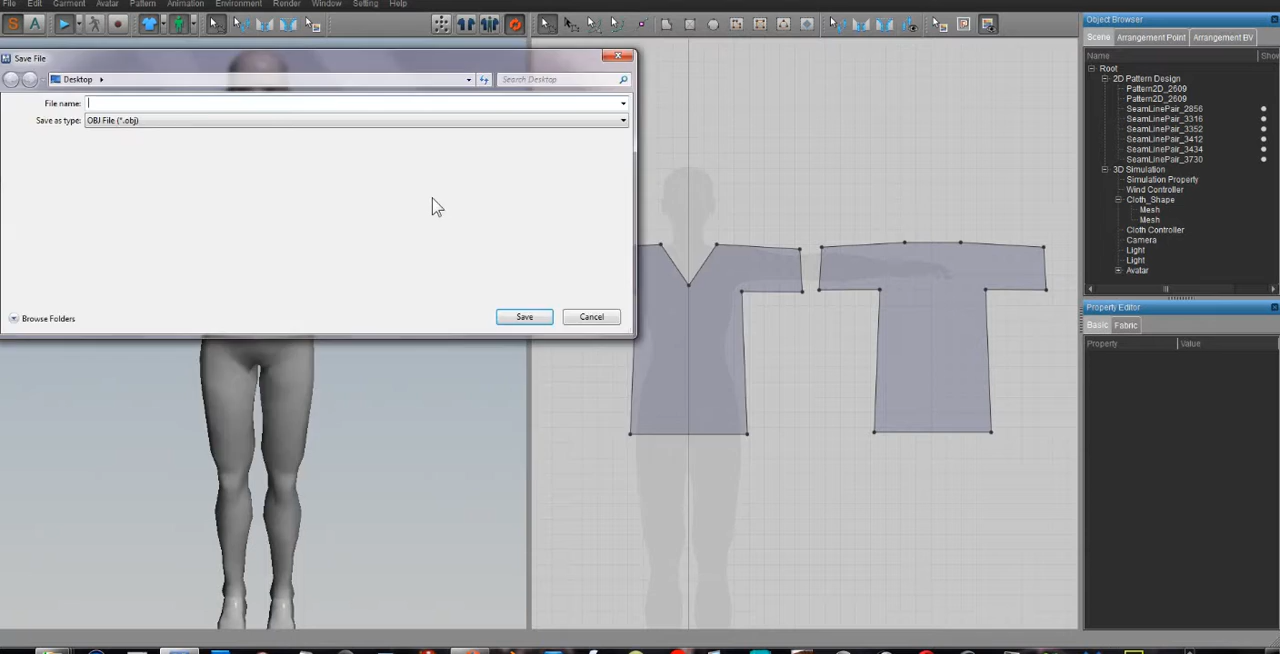 File Edit Garment Avatar Pattern Animation Environment Render Window Setting Help
Save File
Desktop
Search Desktop
File name:
Save as type: OBJ File (*.obj)
Browse Folders
Save Cancel
S A
Object Browser
Scene Arrangement Point Arrangement BV
Name Show
Root
2D Pattern Design
Pattern2D_2609
Pattern2D_2609
SeamLinePair_2856
SeamLinePair_3316
SeamLinePair_3352
SeamLinePair_3412
SeamLinePair_3434
SeamLinePair_3730
3D Simulation
Simulation Property
Wind Controller
Cloth_Shape
Mesh
Mesh
Cloth Controller
Camera
Light
Light
Avatar
Property Editor
Basic Fabric
Property Value